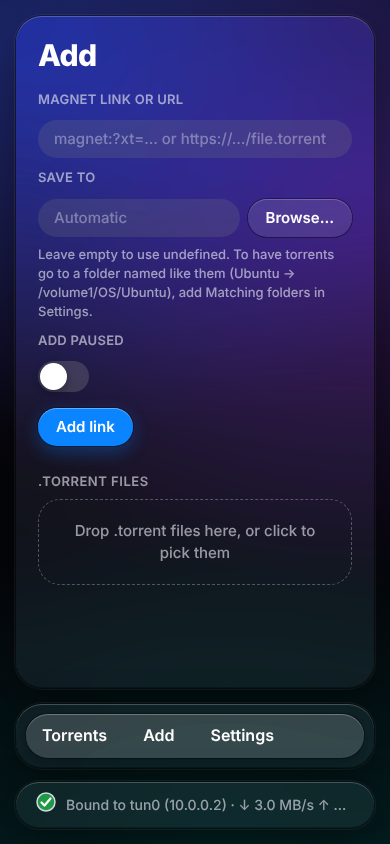 Add
MAGNET LINK OR URL
magnet:?xt=... or https://.../file.torrent
SAVE TO
Automatic
Browse...
Leave empty to use undefined. To have torrents
go to a folder named like them (Ubuntu →
/volume1/OS/Ubuntu), add Matching folders in
Settings.
ADD PAUSED
Add link
.TORRENT FILES
Drop .torrent files here, or click to
pick them
Torrents Add Settings
Bound to tun0 (10.0.0.2) · ↓ 3.0 MB/s ↑ ...